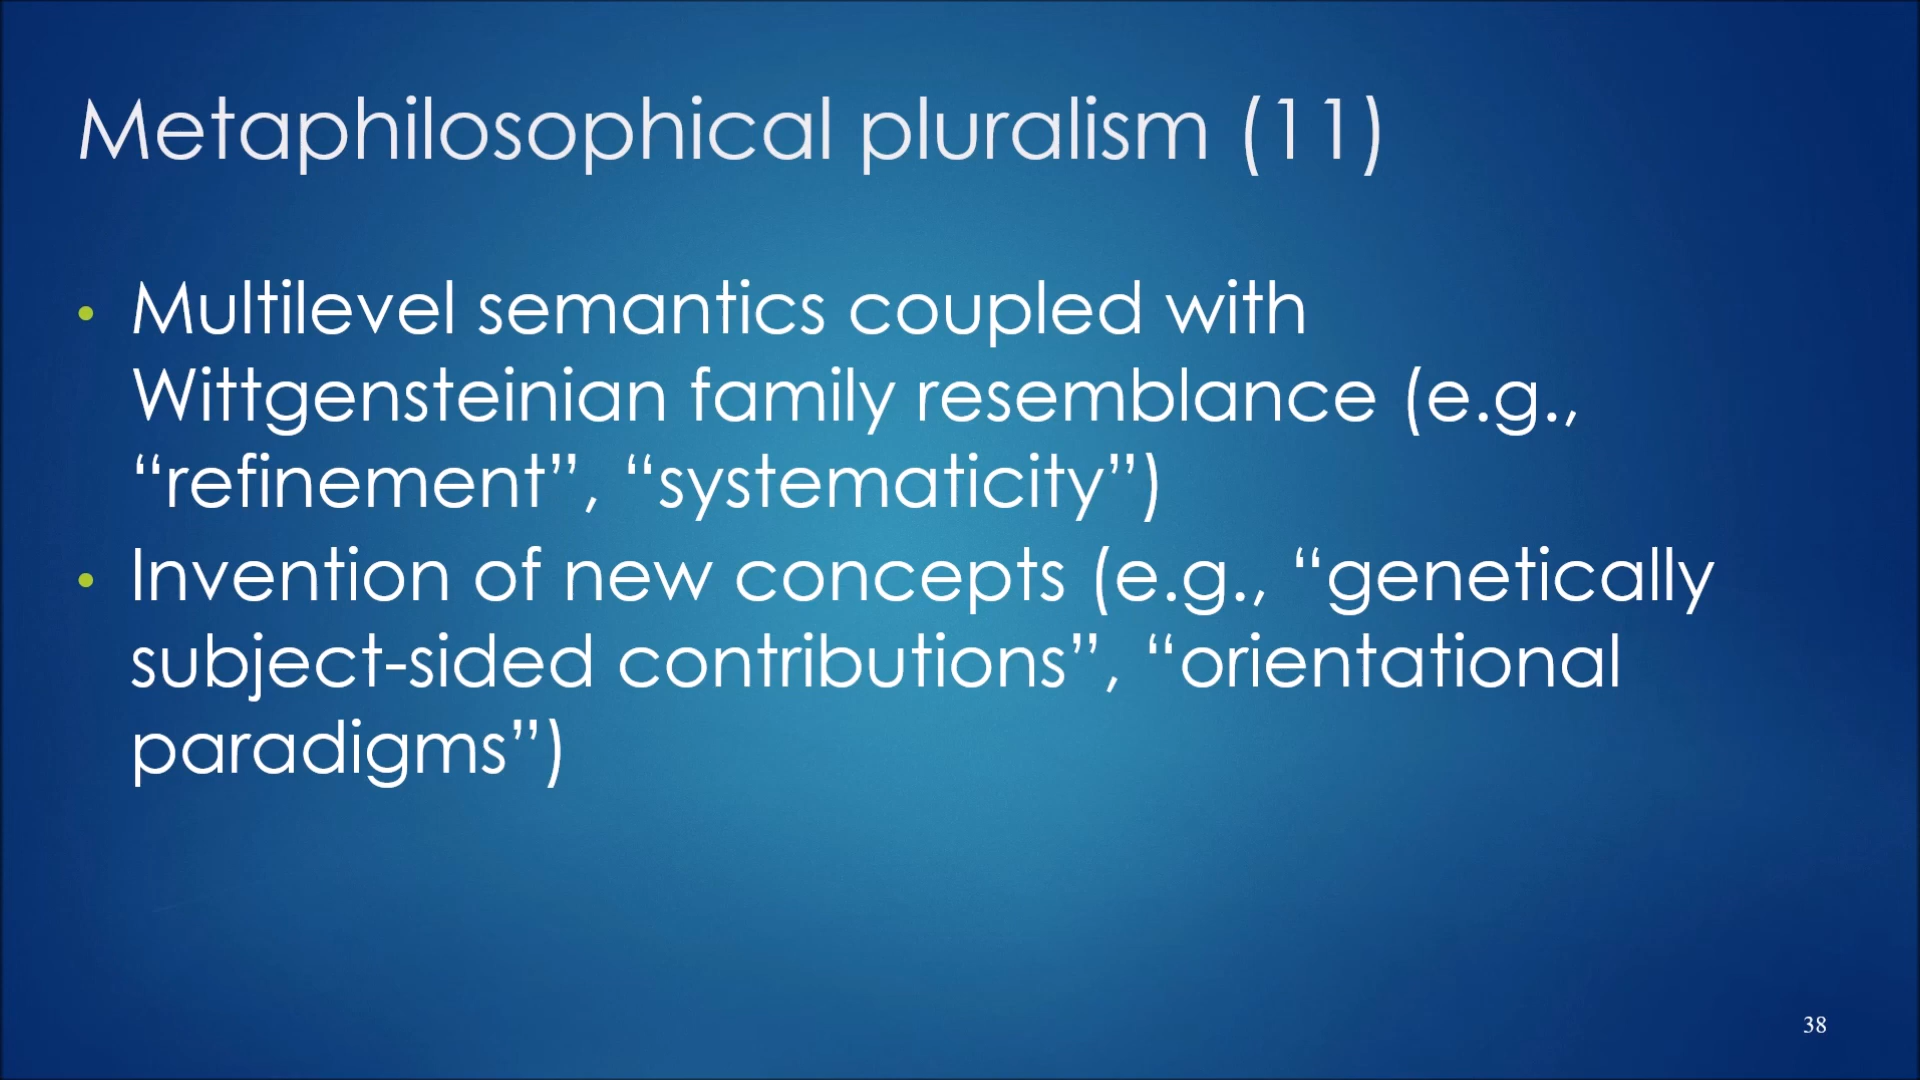 Metaphilosophical pluralism (11)
• Multilevel semantics coupled with
Wittgensteinian family resemblance (e.g.,
“refinement”, “systematicity”)
• Invention of new concepts (e.g., “genetically
subject-sided contributions”, “orientational
paradigms”)
38